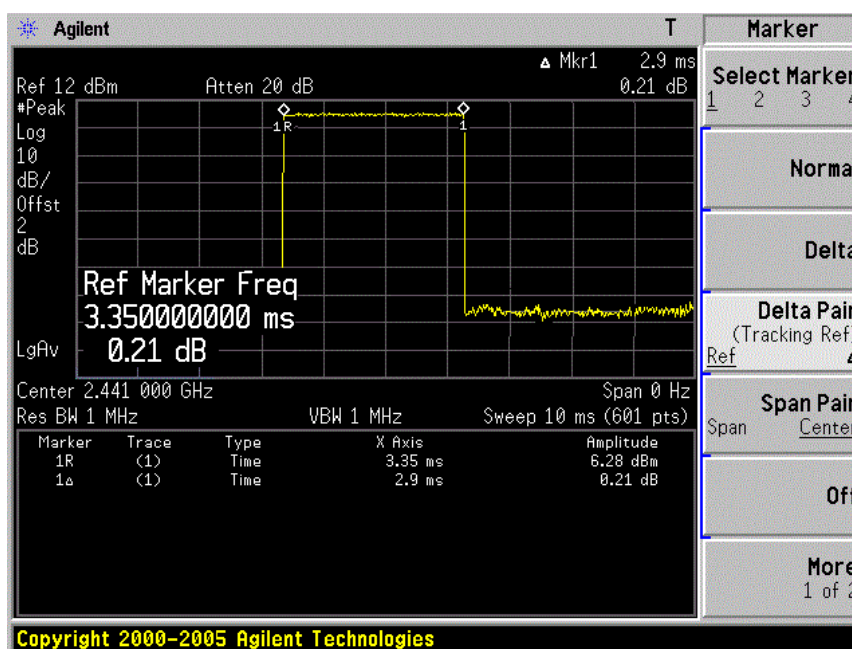 Agilent T
Δ Mkr1 2.9 ms
Ref 12 dBm Atten 20 dB 0.21 dB
#Peak
Log
10
dB/
Offst
2
dB
1R 1
Ref Marker Freq
3.350000000 ms
0.21 dB
LgAv
Center 2.441 000 GHz Span 0 Hz
Res BW 1 MHz VBW 1 MHz Sweep 10 ms (601 pts)
Marker Trace Type X Axis Amplitude
1R (1) Time 3.35 ms 6.28 dBm
1Δ (1) Time 2.9 ms 0.21 dB
Copyright 2000-2005 Agilent Technologies
Marker
Select Marker
1 2 3 4
Norma
Delta
Delta Pair
(Tracking Ref)
Ref
Span Pair
Span Center
Of
More
1 of 2